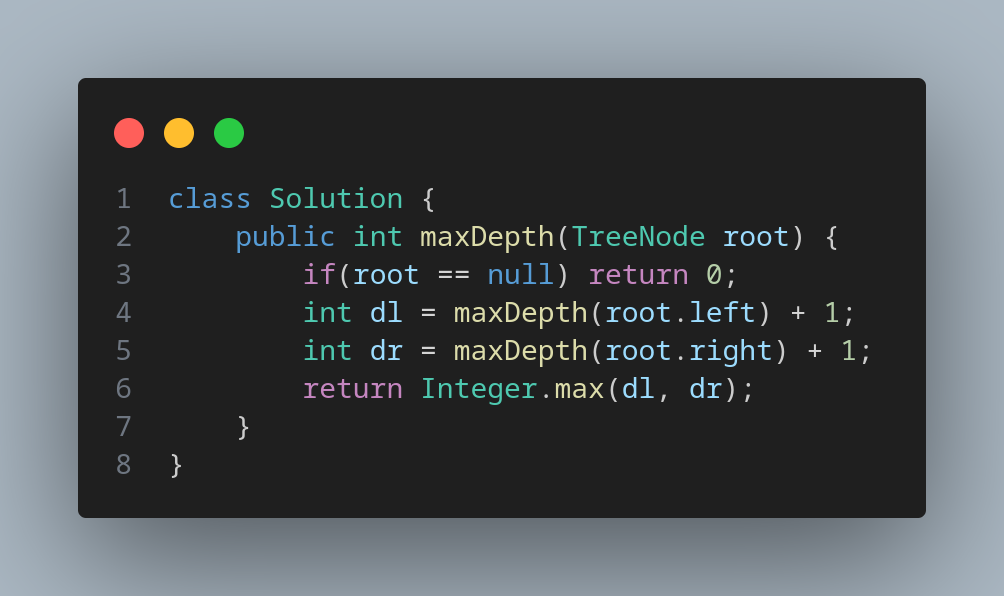 1 class Solution {
2     public int maxDepth(TreeNode root) {
3         if(root == null) return 0;
4         int dl = maxDepth(root.left) + 1;
5         int dr = maxDepth(root.right) + 1;
6         return Integer.max(dl, dr);
7     }
8 }